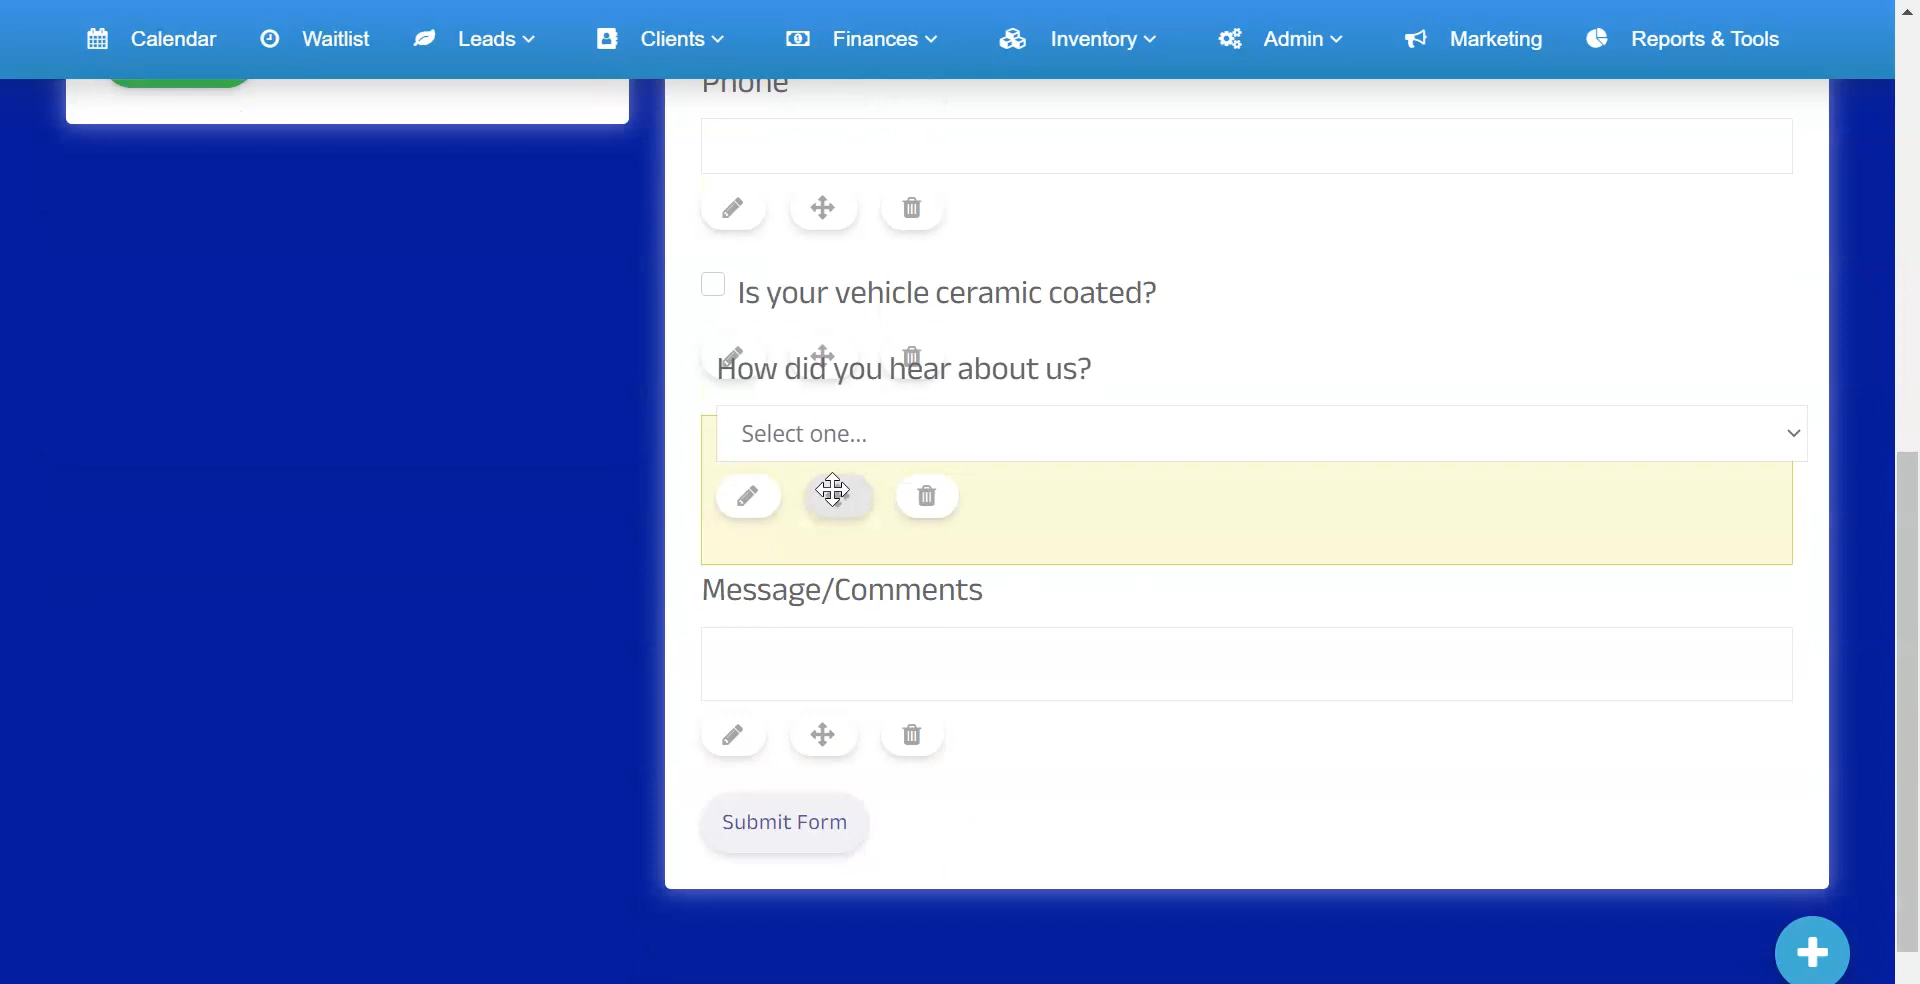 Calendar Waitlist Leads Clients Finances Inventory Admin Marketing Reports & Tools
Phone
Is your vehicle ceramic coated?
How did you hear about us?
Select one...
Message/Comments
Submit Form